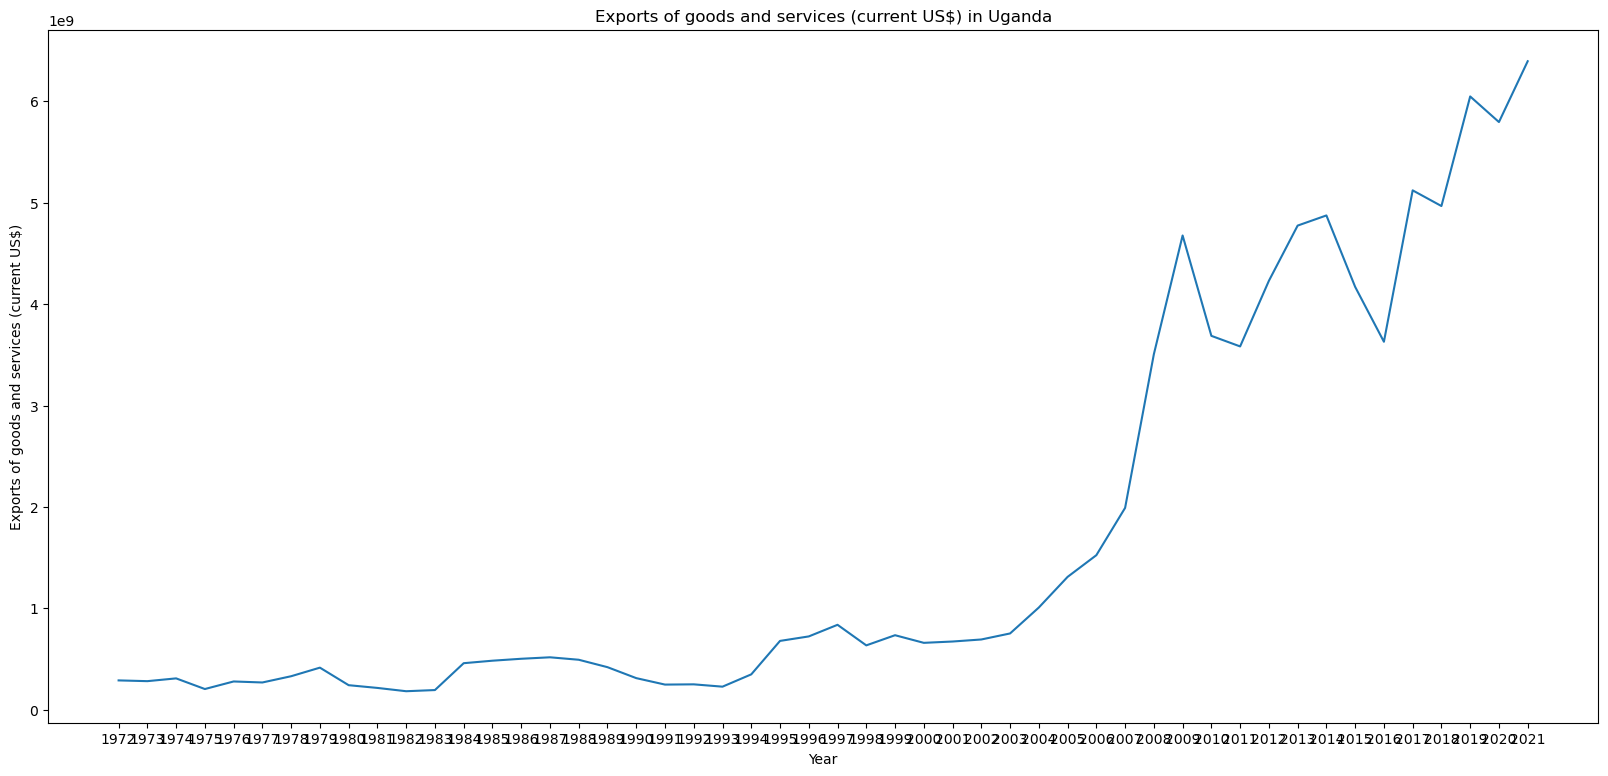 Exports of goods and services (current US$) in Uganda
1e9
6
5
4
3
2
1
0
Exports of goods and services (current US$)
1972 1973 1974 1975 1976 1977 1978 1979 1980 1981 1982 1983 1984 1985 1986 1987 1988 1989 1990 1991 1992 1993 1994 1995 1996 1997 1998 1999 2000 2001 2002 2003 2004 2005 2006 2007 2008 2009 2010 2011 2012 2013 2014 2015 2016 2017 2018 2019 2020 2021
Year